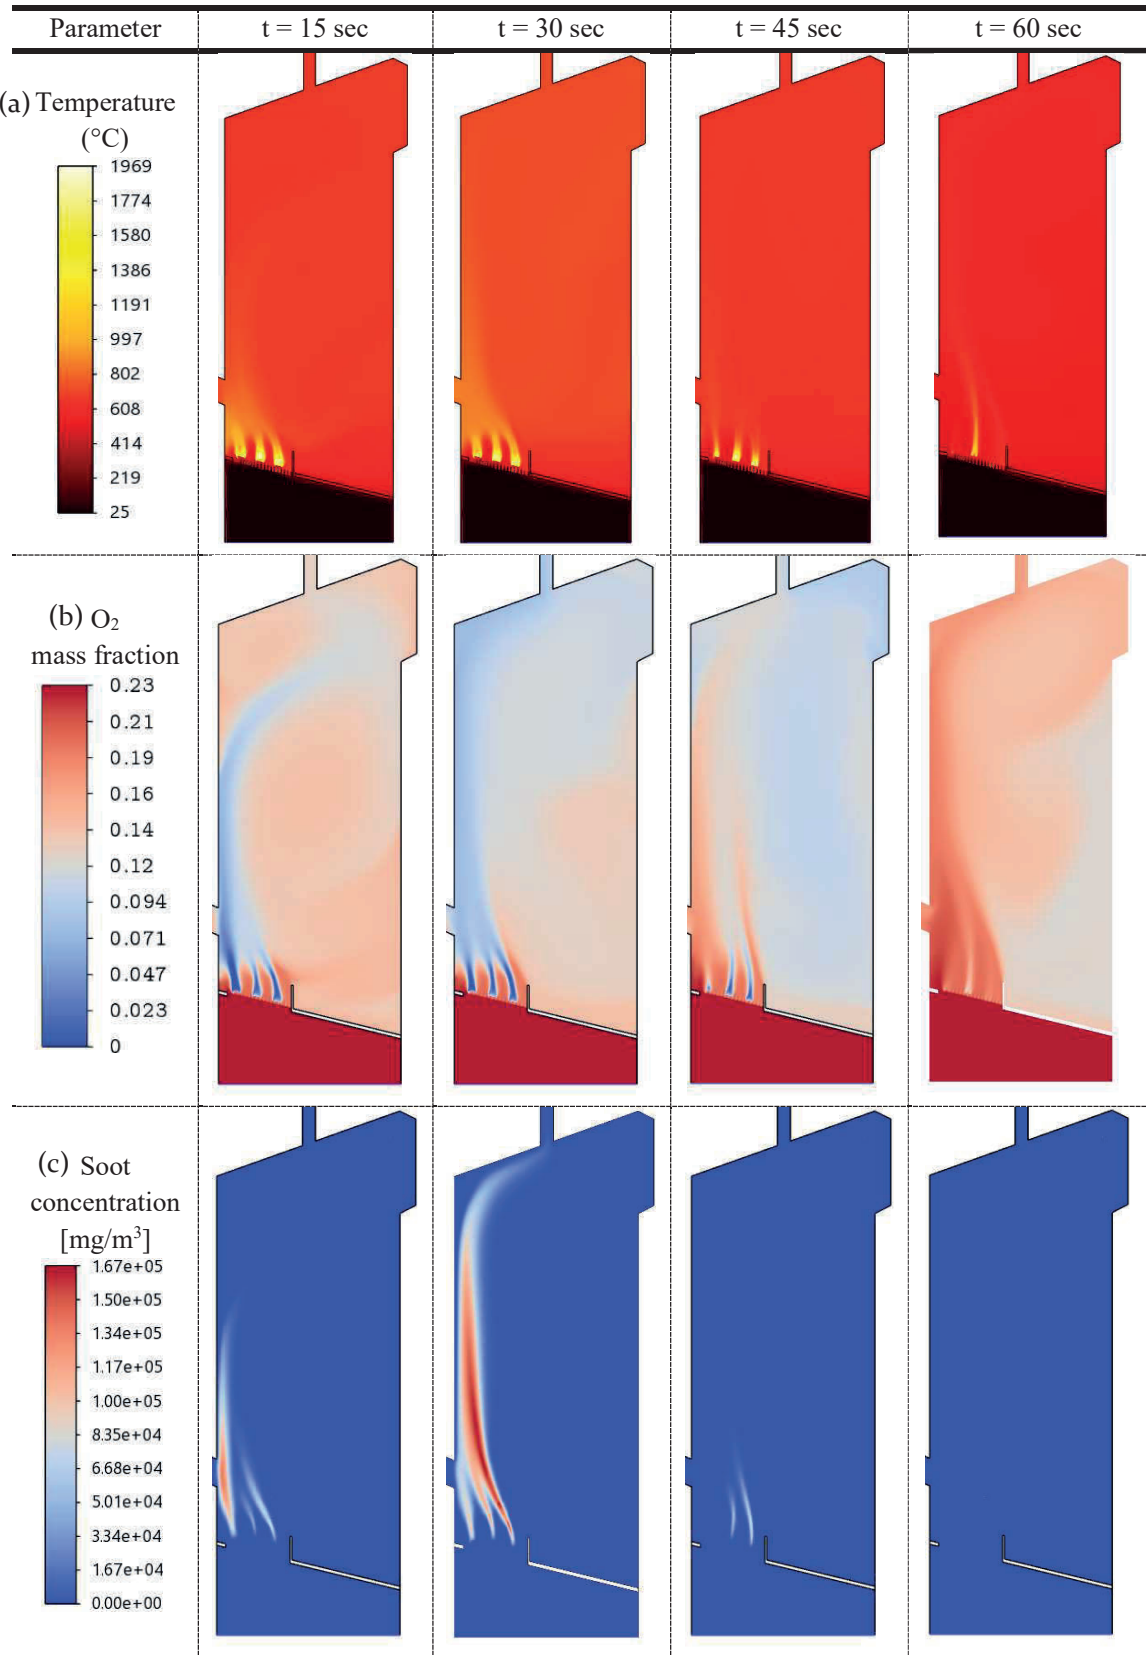 Parameter t = 15 sec t = 30 sec t = 45 sec t = 60 sec
(a) Temperature
(°C)
1969
1774
1580
1386
1191
997
802
608
414
219
25
(b) O₂
mass fraction
0.23
0.21
0.19
0.16
0.14
0.12
0.094
0.071
0.047
0.023
0
(c) Soot
concentration
[mg/m³]
1.67e+05
1.50e+05
1.34e+05
1.17e+05
1.00e+05
8.35e+04
6.68e+04
5.01e+04
3.34e+04
1.67e+04
0.00e+00